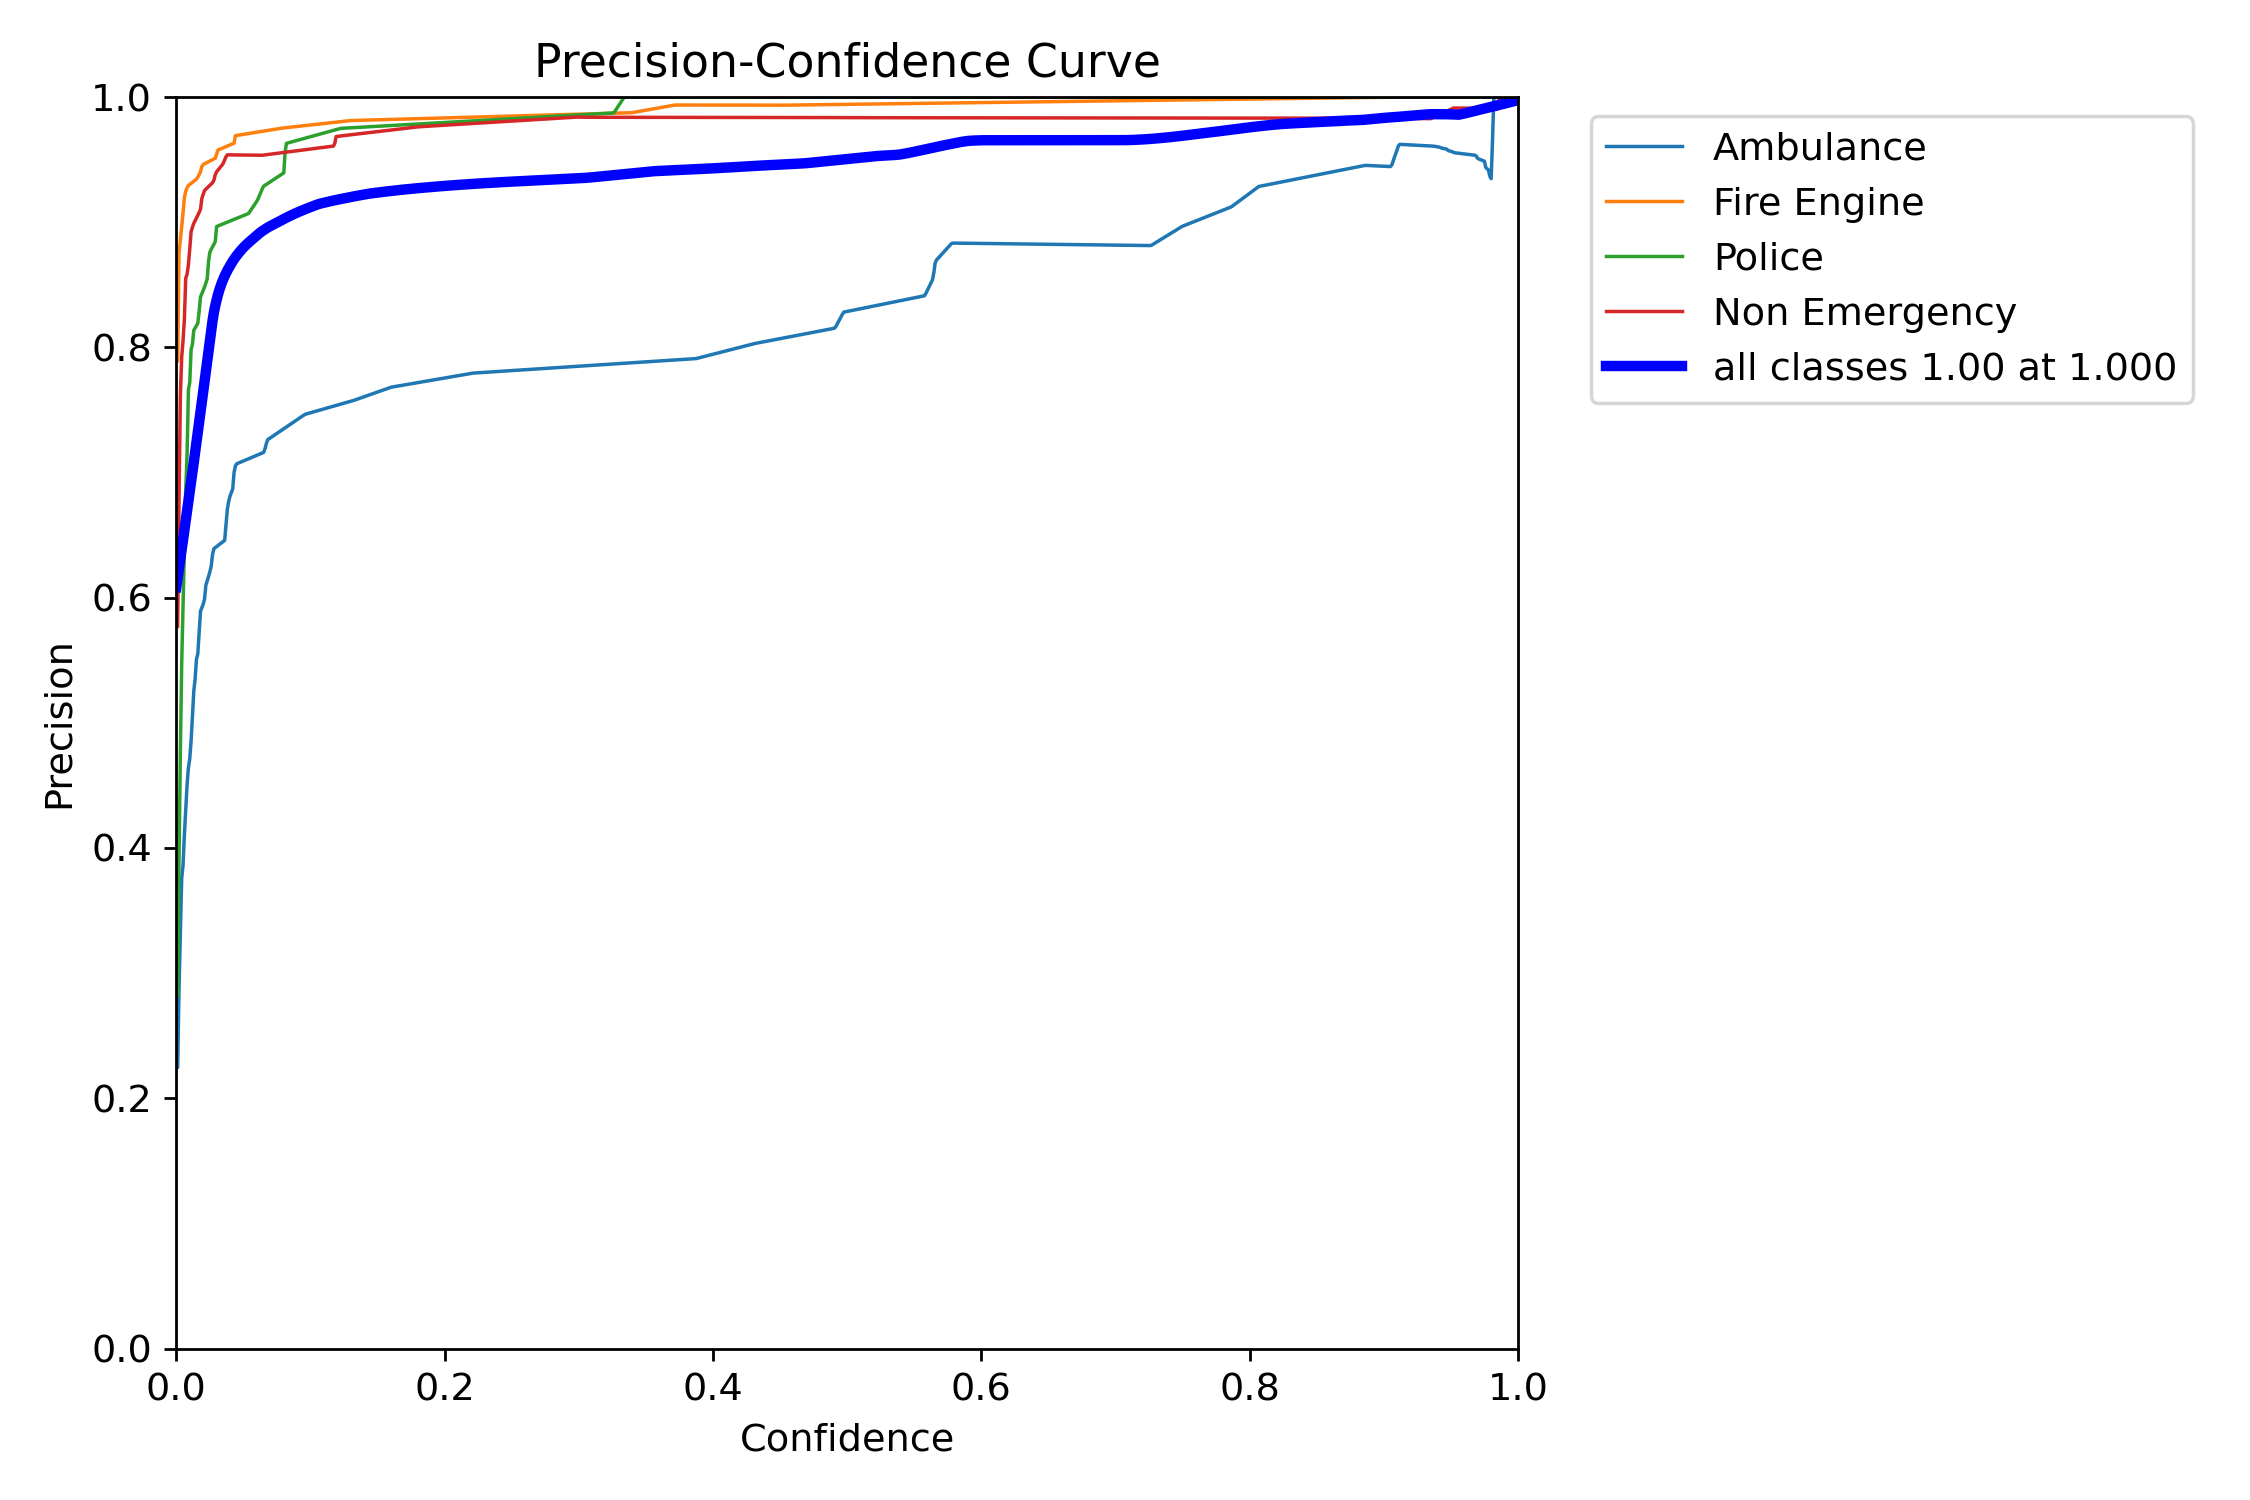 Precision-Confidence Curve
1.0
0.8
0.6
0.4
0.2
0.0
Precision
0.0 0.2 0.4 0.6 0.8 1.0
Confidence
Ambulance
Fire Engine
Police
Non Emergency
all classes 1.00 at 1.000